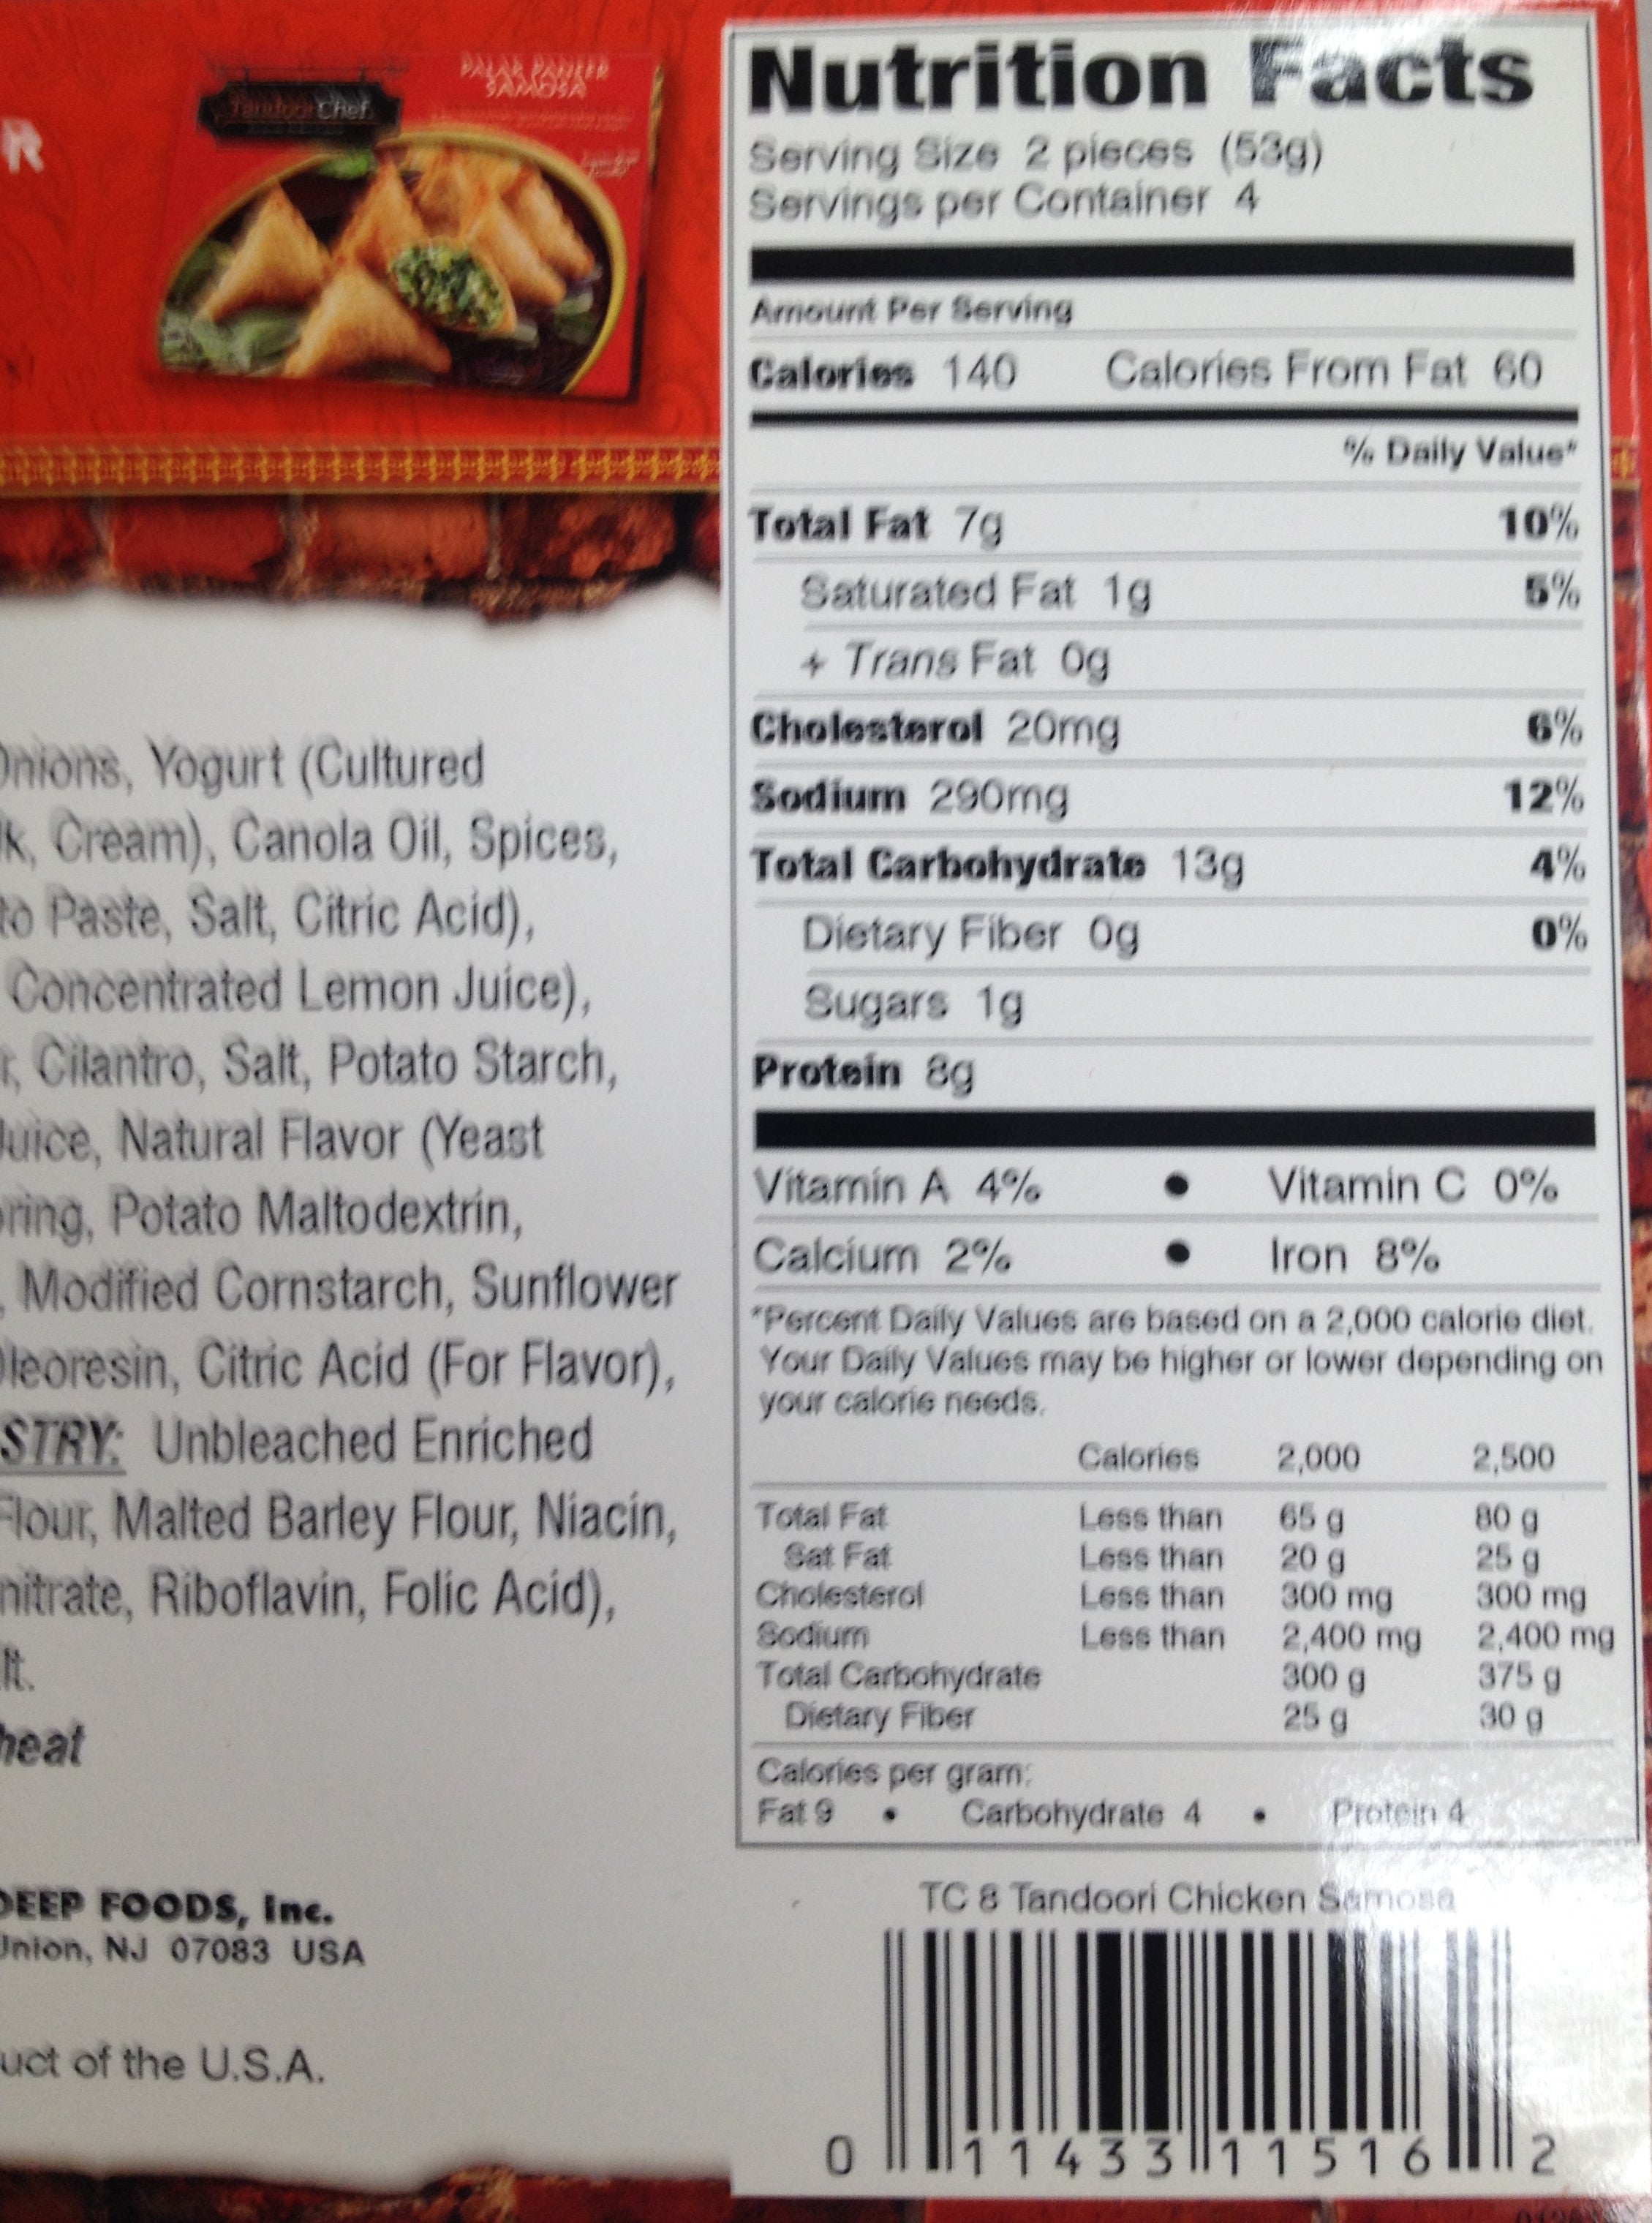 R
Tandoor Chef
PALAK PANEER
SAMOSA
Onions, Yogurt (Cultured
Cream), Canola Oil, Spices,
Paste, Salt, Citric Acid),
Concentrated Lemon Juice),
Cilantro, Salt, Potato Starch,
Juice, Natural Flavor (Yeast
Potato Maltodextrin,
Modified Cornstarch, Sunflower
Oleoresin, Citric Acid (For Flavor),
STRY: Unbleached Enriched
Flour, Malted Barley Flour, Niacin,
nitrate, Riboflavin, Folic Acid),
lt.
heat
DEEP FOODS, Inc.
Union, NJ 07083 USA
uct of the U.S.A.
Nutrition Facts
Serving Size 2 pieces (53g)
Servings per Container 4
Amount Per Serving
Calories 140 Calories From Fat 60
% Daily Value*
Total Fat 7g 10%
Saturated Fat 1g 5%
+ Trans Fat 0g
Cholesterol 20mg 6%
Sodium 290mg 12%
Total Carbohydrate 13g 4%
Dietary Fiber 0g 0%
Sugars 1g
Protein 8g
Vitamin A 4% • Vitamin C 0%
Calcium 2% • Iron 8%
*Percent Daily Values are based on a 2,000 calorie diet.
Your Daily Values may be higher or lower depending on
your calorie needs.
Calories 2,000 2,500
Total Fat Less than 65 g 80 g
Sat Fat Less than 20 g 25 g
Cholesterol Less than 300 mg 300 mg
Sodium Less than 2,400 mg 2,400 mg
Total Carbohydrate 300 g 375 g
Dietary Fiber 25 g 30 g
Calories per gram:
Fat 9 • Carbohydrate 4 • Protein 4
TC 8 Tandoori Chicken Samosa
0 11433 11516 2